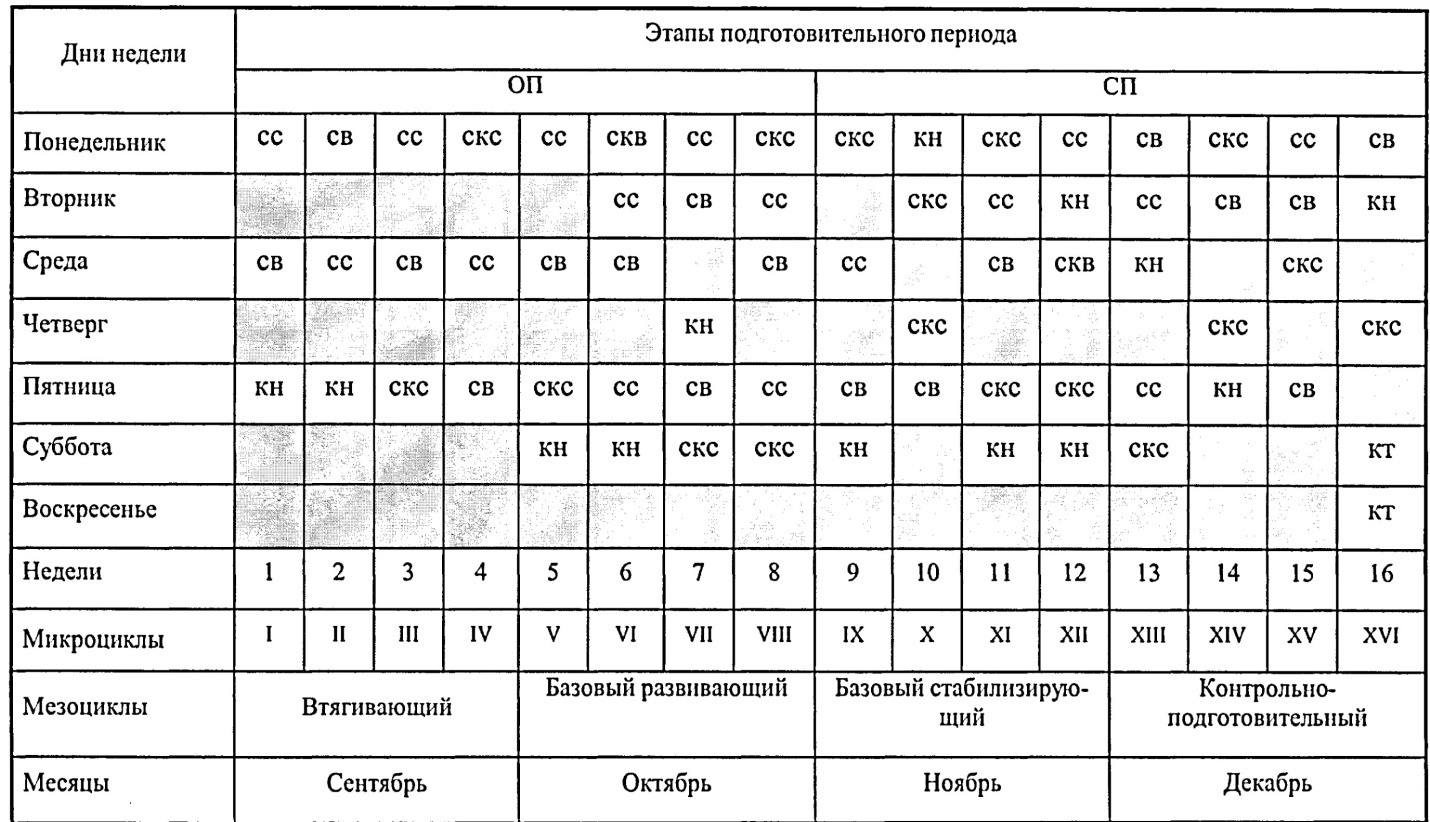 Дни недели
Этапы подготовительного периода
ОП СП
Понедельник сс св сс скс сс скв сс скс скс кн скс сс св скс сс св
Вторник сс св сс скс сс кн сс св св кн
Среда св сс св сс св св св сс св скв кн скс
Четверг кн скс скс скс
Пятница кн кн скс св скс сс св сс св св скс скс сс кн св
Суббота кн кн скс скс кн кн кн скс кт
Воскресенье кт
Недели 1 2 3 4 5 6 7 8 9 10 11 12 13 14 15 16
Микроциклы I II III IV V VI VII VIII IX X XI XII XIII XIV XV XVI
Мезоциклы Втягивающий Базовый развивающий Базовый стабилизирую-
щий
Контрольно-
подготовительный
Месяцы Сентябрь Октябрь Ноябрь Декабрь